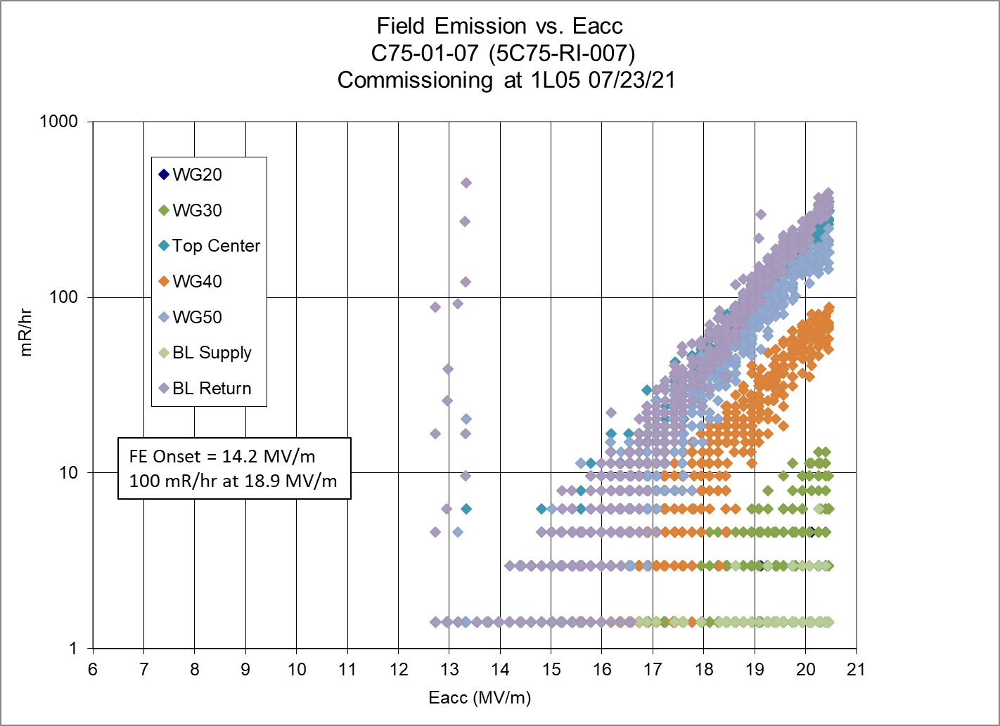 Field Emission vs. Eacc
C75-01-07 (5C75-RI-007)
Commissioning at 1L05 07/23/21
1000
100
10
1
mR/hr
WG20
WG30
Top Center
WG40
WG50
BL Supply
BL Return
FE Onset = 14.2 MV/m
100 mR/hr at 18.9 MV/m
6 7 8 9 10 11 12 13 14 15 16 17 18 19 20 21
Eacc (MV/m)